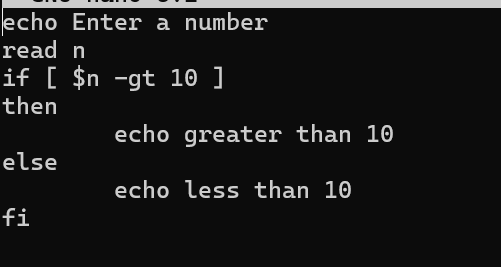 echo Enter a number
read n
if [ $n -gt 10 ]
then
        echo greater than 10
else
        echo less than 10
fi